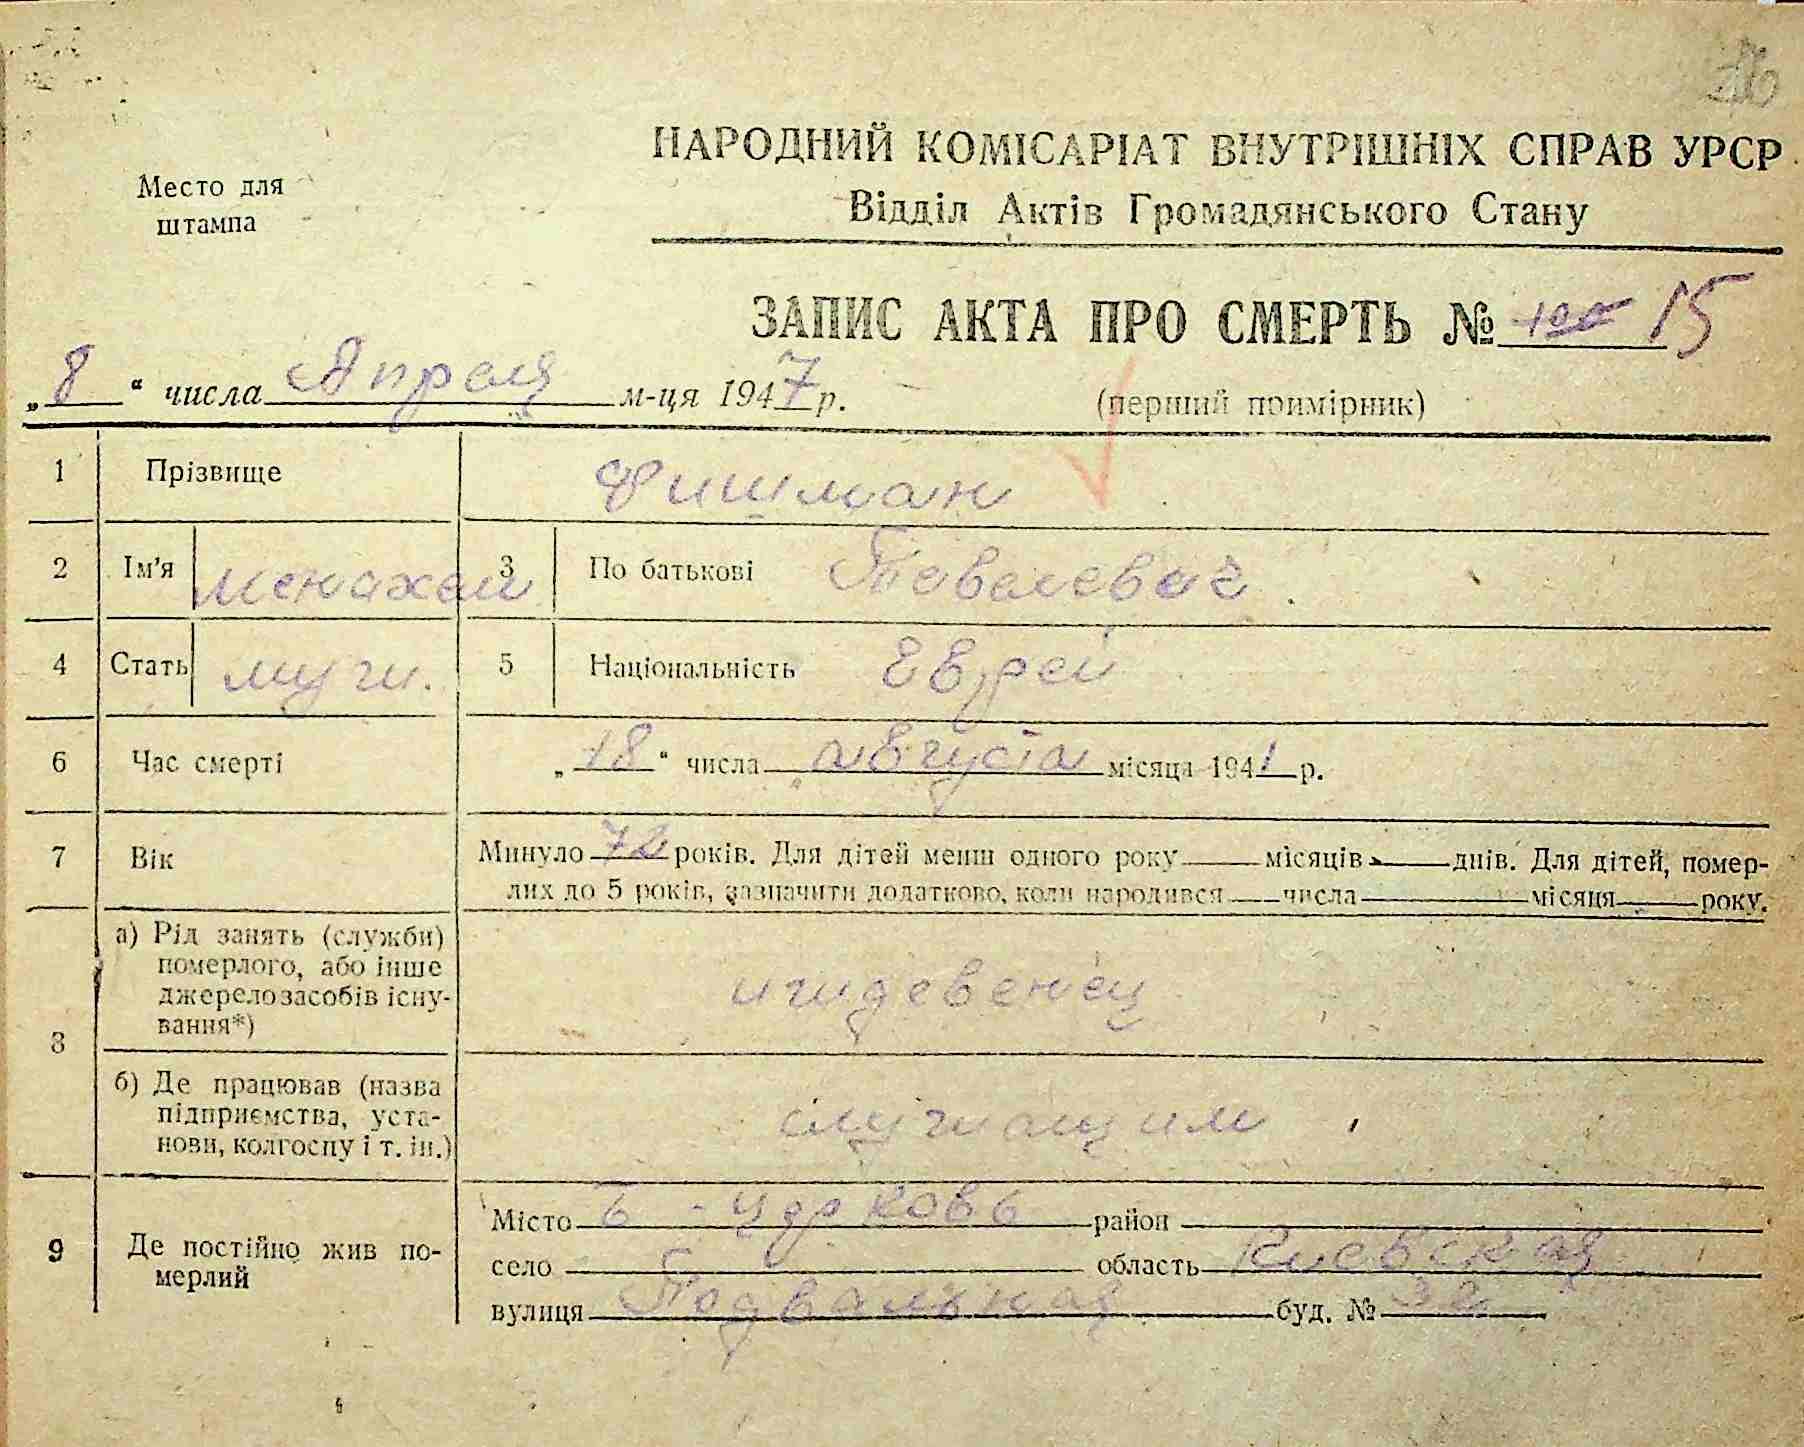 НАРОДНИЙ КОМІСАРІАТ ВНУТРІШНІХ СПРАВ УРСР
Відділ Актів Громадянського Стану
Место для
штампа
ЗАПИС АКТА ПРО СМЕРТЬ № 15
„8“ числа Апреля м-ця 1947 р. (перший примірник)
1 Прізвище Фишман
2 Ім'я Менахем 3 По батькові Тевелевич.
4 Стать муж. 5 Національність Еврей
6 Час смерті „18“ числа августа місяця 1941 р.
7 Вік Минуло 72 років. Для дітей менш одного року місяців днів. Для дітей, помер-
лих до 5 років, зазначити додатково, коли народився числа місяця року.
8 а) Рід занять (служби)
померлого, або інше
джерело засобів існу-
вання*) иждевенец
б) Де працював (назва
підприємства, уста-
нови, колгоспу і т. ін.) служащим
9 Де постійно жив по-
мерлий
Місто Б-Церковь район
село область Киевская
вулиця Подвальная буд. № 32